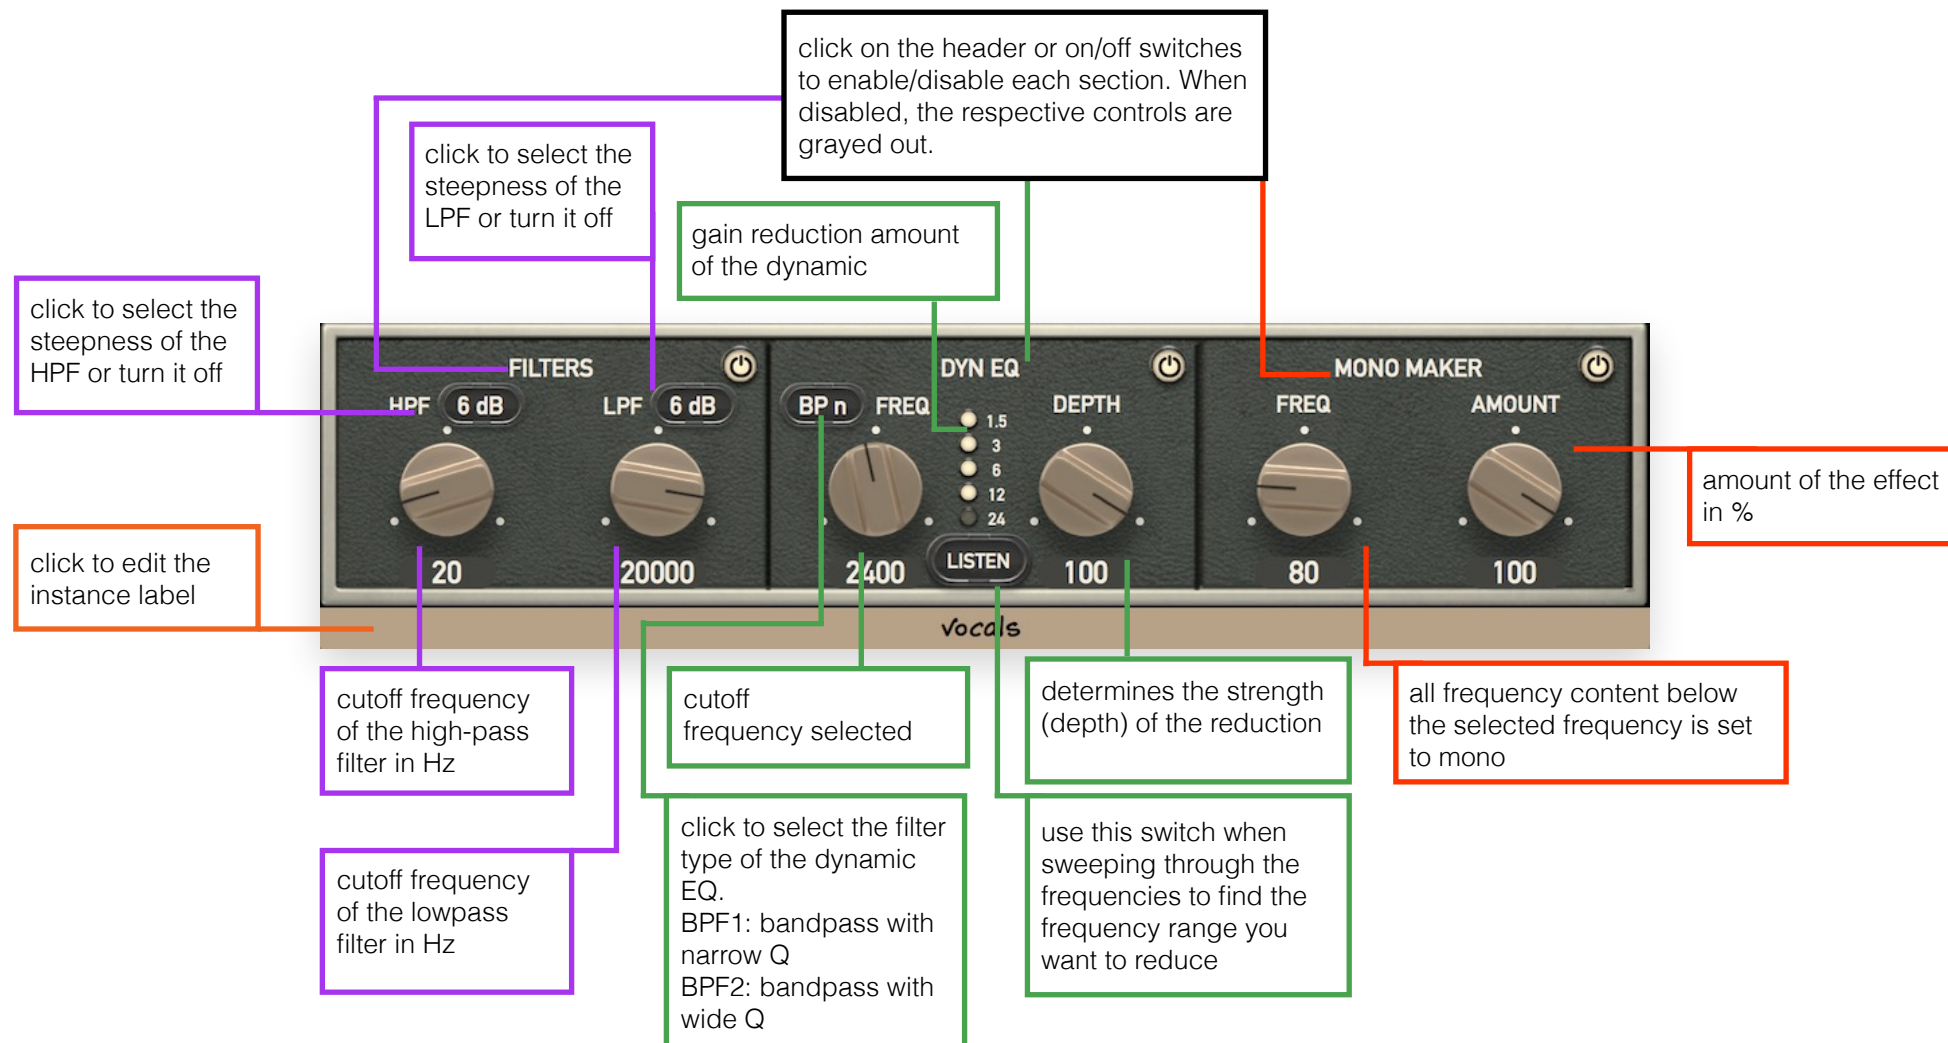 click on the header or on/off switches
to enable/disable each section. When
disabled, the respective controls are
grayed out.
click to select the
steepness of the
LPF or turn it off
gain reduction amount
of the dynamic
click to select the
steepness of the
HPF or turn it off
FILTERS
DYN EQ
MONO MAKER
HPF
6 dB
LPF
6 dB
BP n
FREQ
DEPTH
FREQ
AMOUNT
1.5
3
6
12
24
LISTEN
20
20000
2400
100
80
100
vocals
amount of the effect
in %
click to edit the
instance label
cutoff frequency
of the high-pass
filter in Hz
cutoff
frequency selected
determines the strength
(depth) of the reduction
all frequency content below
the selected frequency is set
to mono
cutoff frequency
of the lowpass
filter in Hz
click to select the filter
type of the dynamic
EQ.
BPF1: bandpass with
narrow Q
BPF2: bandpass with
wide Q
use this switch when
sweeping through the
frequencies to find the
frequency range you
want to reduce